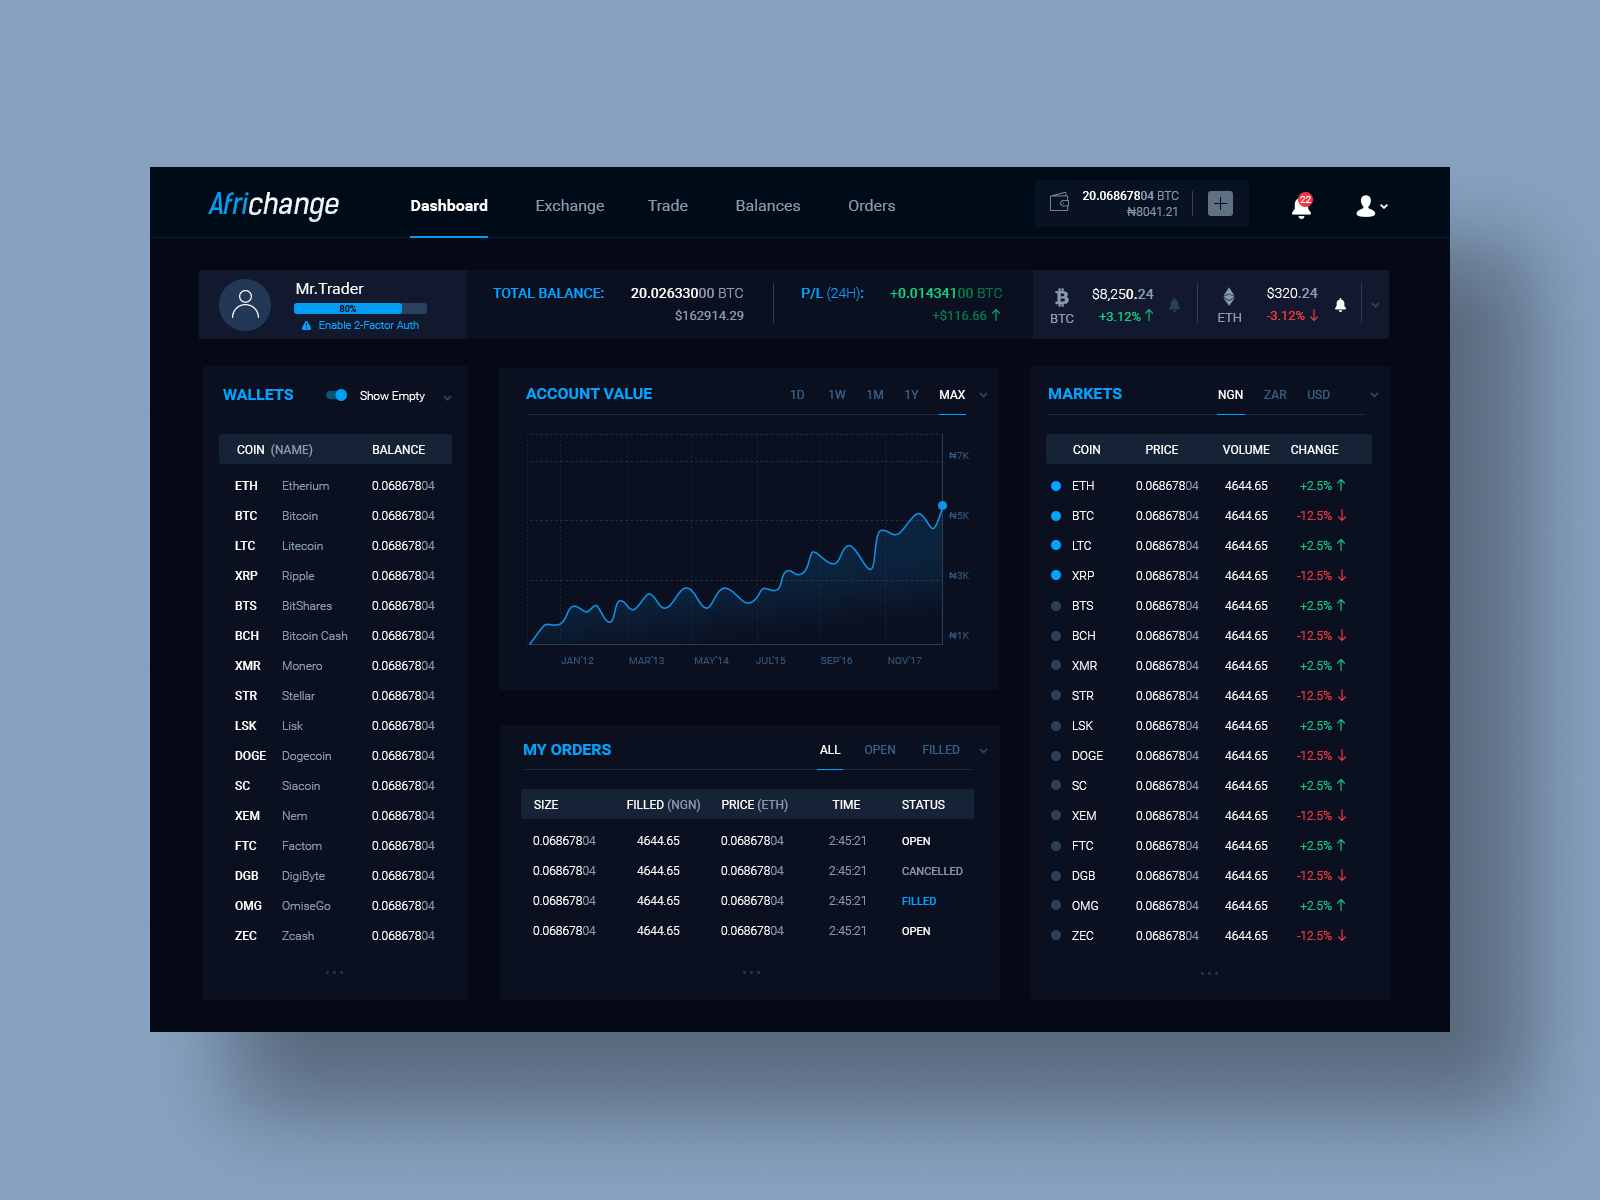 Africhange
Dashboard Exchange Trade Balances Orders
20.06867804 BTC
₦8041.21
22
Mr.Trader
80%
Enable 2-Factor Auth
TOTAL BALANCE: 20.02633000 BTC
$162914.29
P/L (24H): +0.01434100 BTC
+$116.66 ↑
BTC $8,250.24
+3.12% ↑
ETH $320.24
-3.12% ↓
WALLETS Show Empty
COIN (NAME) BALANCE
ETH Etherium 0.06867804
BTC Bitcoin 0.06867804
LTC Litecoin 0.06867804
XRP Ripple 0.06867804
BTS BitShares 0.06867804
BCH Bitcoin Cash 0.06867804
XMR Monero 0.06867804
STR Stellar 0.06867804
LSK Lisk 0.06867804
DOGE Dogecoin 0.06867804
SC Siacoin 0.06867804
XEM Nem 0.06867804
FTC Factom 0.06867804
DGB DigiByte 0.06867804
OMG OmiseGo 0.06867804
ZEC Zcash 0.06867804
...
ACCOUNT VALUE 1D 1W 1M 1Y MAX
₦7K
₦5K
₦3K
₦1K
JAN'12 MAR'13 MAY'14 JUL'15 SEP'16 NOV'17
MY ORDERS ALL OPEN FILLED
SIZE FILLED (NGN) PRICE (ETH) TIME STATUS
0.06867804 4644.65 0.06867804 2:45:21 OPEN
0.06867804 4644.65 0.06867804 2:45:21 CANCELLED
0.06867804 4644.65 0.06867804 2:45:21 FILLED
0.06867804 4644.65 0.06867804 2:45:21 OPEN
...
MARKETS NGN ZAR USD
COIN PRICE VOLUME CHANGE
ETH 0.06867804 4644.65 +2.5% ↑
BTC 0.06867804 4644.65 -12.5% ↓
LTC 0.06867804 4644.65 +2.5% ↑
XRP 0.06867804 4644.65 -12.5% ↓
BTS 0.06867804 4644.65 +2.5% ↑
BCH 0.06867804 4644.65 -12.5% ↓
XMR 0.06867804 4644.65 +2.5% ↑
STR 0.06867804 4644.65 -12.5% ↓
LSK 0.06867804 4644.65 +2.5% ↑
DOGE 0.06867804 4644.65 -12.5% ↓
SC 0.06867804 4644.65 +2.5% ↑
XEM 0.06867804 4644.65 -12.5% ↓
FTC 0.06867804 4644.65 +2.5% ↑
DGB 0.06867804 4644.65 -12.5% ↓
OMG 0.06867804 4644.65 +2.5% ↑
ZEC 0.06867804 4644.65 -12.5% ↓
...